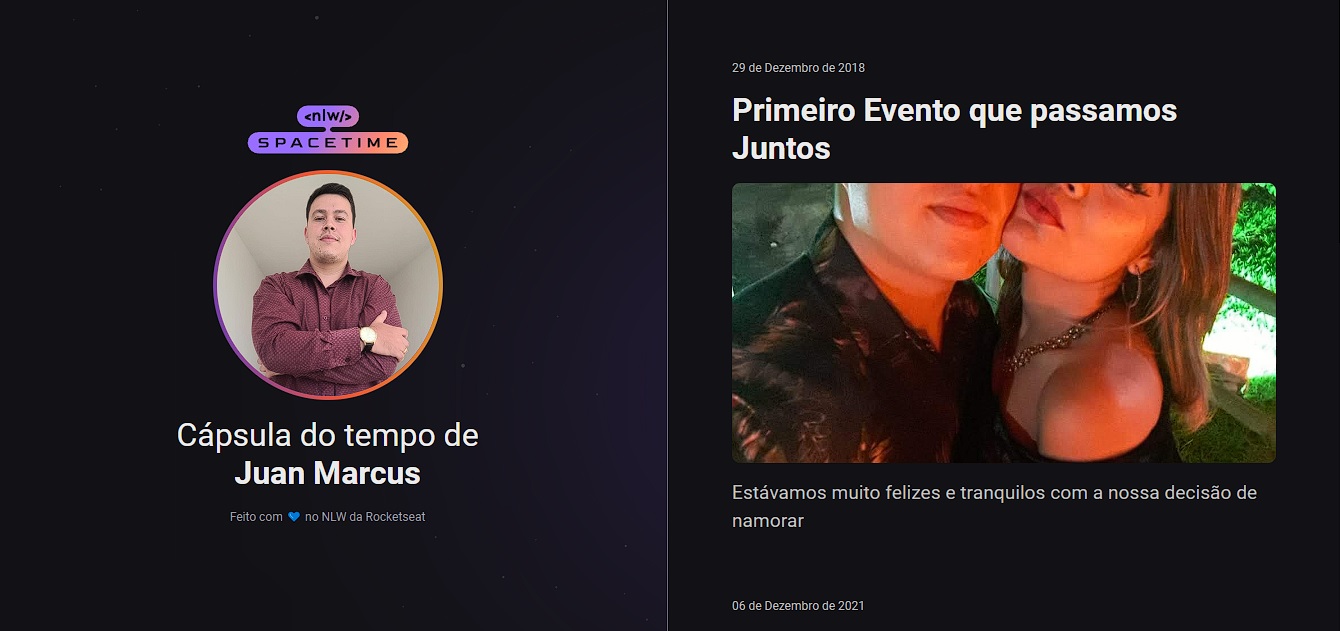 <nlw/>
SPACETIME
Cápsula do tempo de
Juan Marcus
Feito com 💙 no NLW da Rocketseat
29 de Dezembro de 2018
Primeiro Evento que passamos
Juntos
Estávamos muito felizes e tranquilos com a nossa decisão de
namorar
06 de Dezembro de 2021